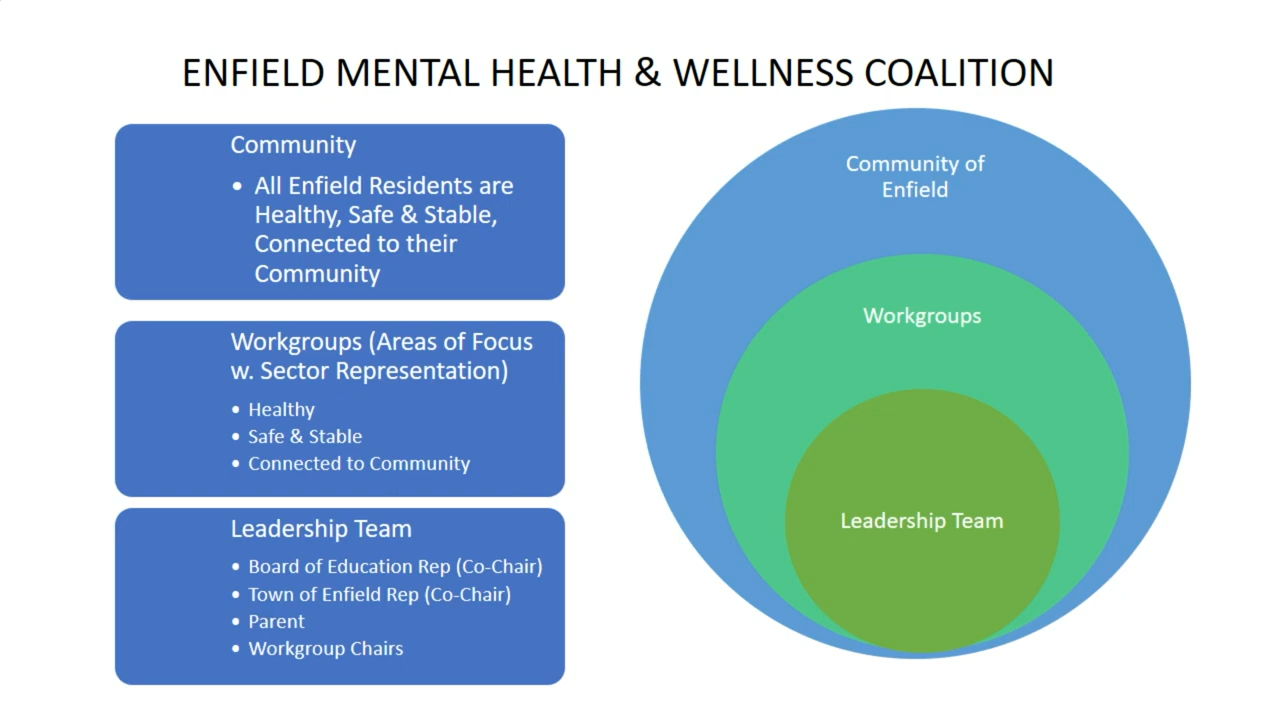 ENFIELD MENTAL HEALTH & WELLNESS COALITION
Community
• All Enfield Residents are
Healthy, Safe & Stable,
Connected to their
Community
Workgroups (Areas of Focus
w. Sector Representation)
• Healthy
• Safe & Stable
• Connected to Community
Leadership Team
• Board of Education Rep (Co-Chair)
• Town of Enfield Rep (Co-Chair)
• Parent
• Workgroup Chairs
Community of
Enfield
Workgroups
Leadership Team